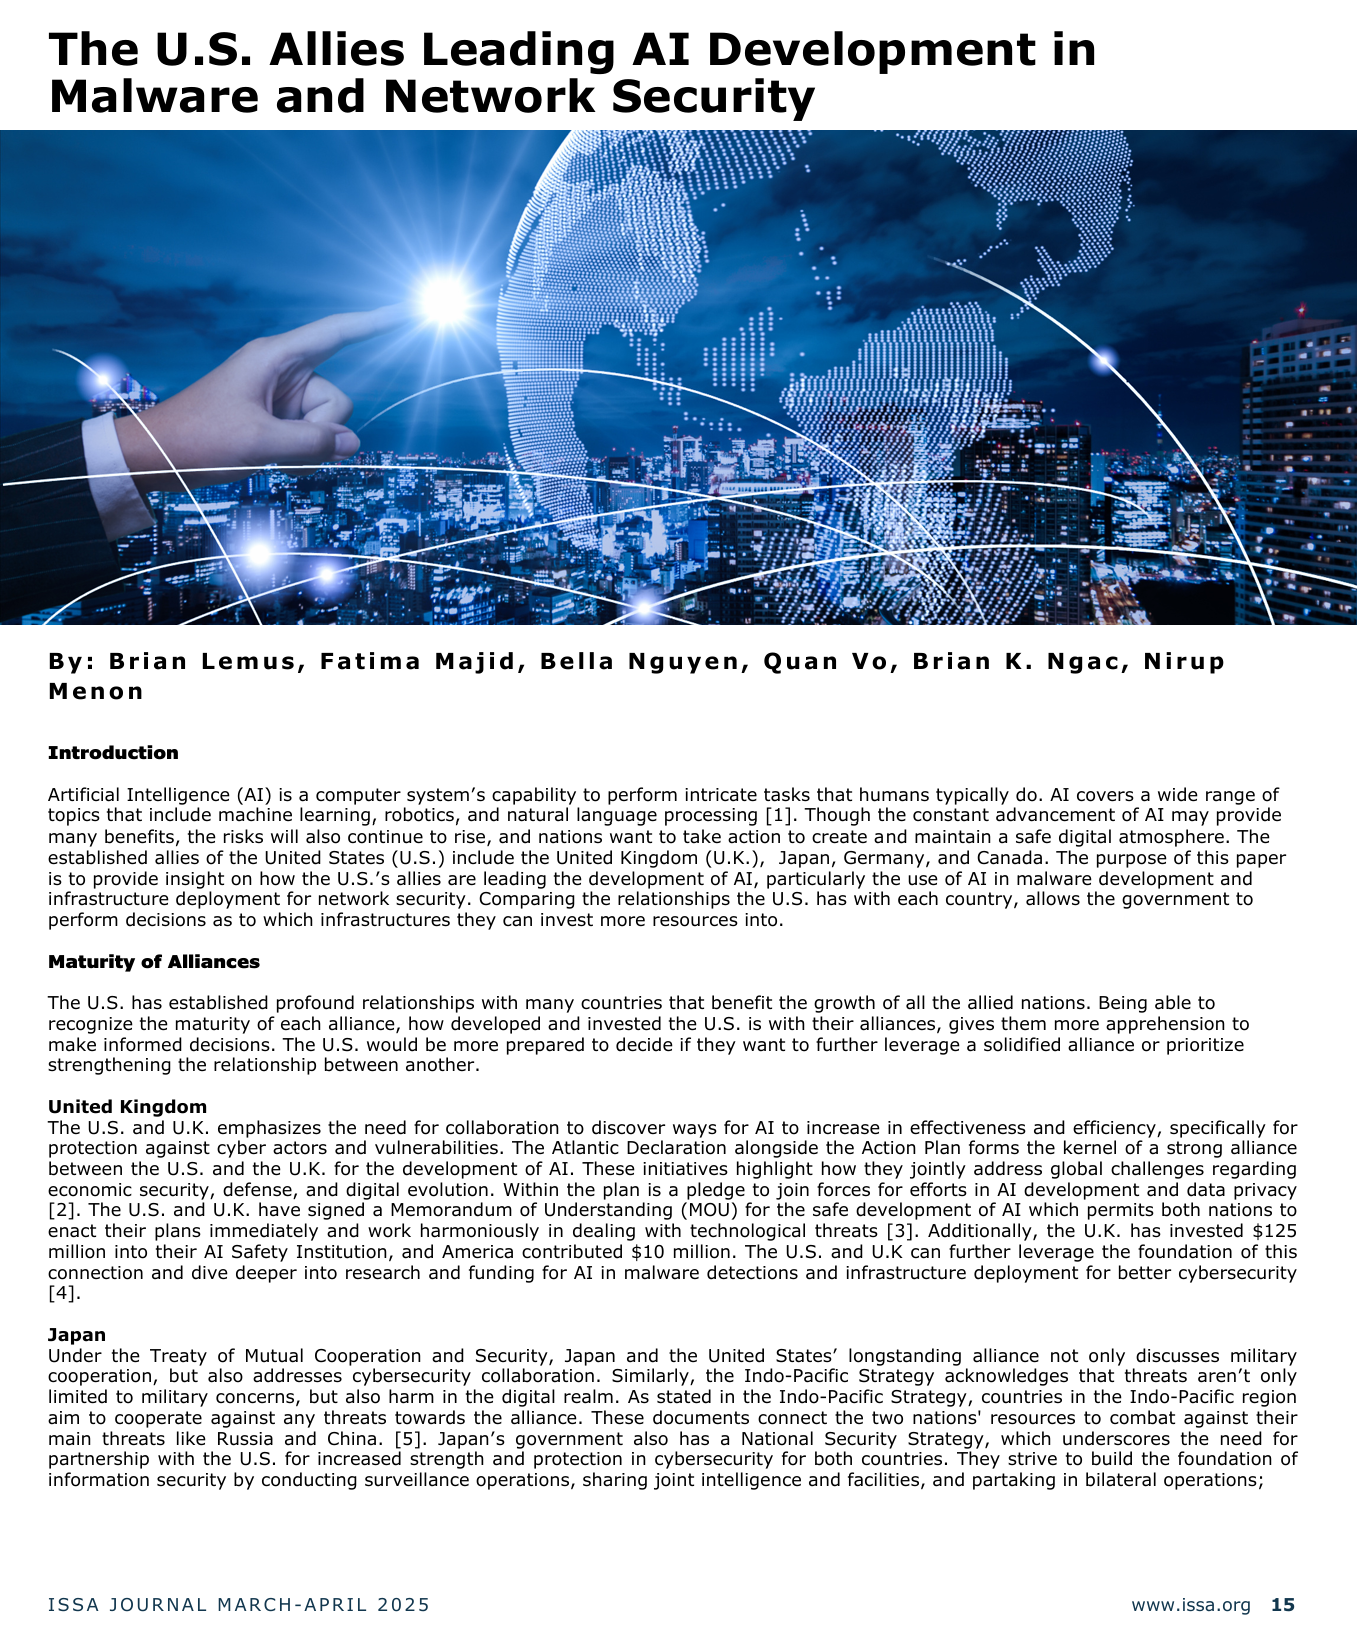 The U.S. Allies Leading AI Development in
Malware and Network Security
By: Brian Lemus, Fatima Majid, Bella Nguyen, Quan Vo, Brian K. Ngac, Nirup
Menon
Introduction
Artificial Intelligence (AI) is a computer system’s capability to perform intricate tasks that humans typically do. AI covers a wide range of
topics that include machine learning, robotics, and natural language processing [1]. Though the constant advancement of AI may provide
many benefits, the risks will also continue to rise, and nations want to take action to create and maintain a safe digital atmosphere. The
established allies of the United States (U.S.) include the United Kingdom (U.K.),  Japan, Germany, and Canada. The purpose of this paper
is to provide insight on how the U.S.’s allies are leading the development of AI, particularly the use of AI in malware development and
infrastructure deployment for network security. Comparing the relationships the U.S. has with each country, allows the government to
perform decisions as to which infrastructures they can invest more resources into.
Maturity of Alliances
The U.S. has established profound relationships with many countries that benefit the growth of all the allied nations. Being able to
recognize the maturity of each alliance, how developed and invested the U.S. is with their alliances, gives them more apprehension to
make informed decisions. The U.S. would be more prepared to decide if they want to further leverage a solidified alliance or prioritize
strengthening the relationship between another.
United Kingdom
The U.S. and U.K. emphasizes the need for collaboration to discover ways for AI to increase in effectiveness and efficiency, specifically for
protection against cyber actors and vulnerabilities. The Atlantic Declaration alongside the Action Plan forms the kernel of a strong alliance
between the U.S. and the U.K. for the development of AI. These initiatives highlight how they jointly address global challenges regarding
economic security, defense, and digital evolution. Within the plan is a pledge to join forces for efforts in AI development and data privacy
[2]. The U.S. and U.K. have signed a Memorandum of Understanding (MOU) for the safe development of AI which permits both nations to
enact their plans immediately and work harmoniously in dealing with technological threats [3]. Additionally, the U.K. has invested $125
million into their AI Safety Institution, and America contributed $10 million. The U.S. and U.K can further leverage the foundation of this
connection and dive deeper into research and funding for AI in malware detections and infrastructure deployment for better cybersecurity
[4].
Japan
Under the Treaty of Mutual Cooperation and Security, Japan and the United States’ longstanding alliance not only discusses military
cooperation, but also addresses cybersecurity collaboration. Similarly, the Indo-Pacific Strategy acknowledges that threats aren’t only
limited to military concerns, but also harm in the digital realm. As stated in the Indo-Pacific Strategy, countries in the Indo-Pacific region
aim to cooperate against any threats towards the alliance. These documents connect the two nations' resources to combat against their
main threats like Russia and China. [5]. Japan’s government also has a National Security Strategy, which underscores the need for
partnership with the U.S. for increased strength and protection in cybersecurity for both countries. They strive to build the foundation of
information security by conducting surveillance operations, sharing joint intelligence and facilities, and partaking in bilateral operations;
ISSA JOURNAL MARCH-APRIL 2025
www.issa.org 15